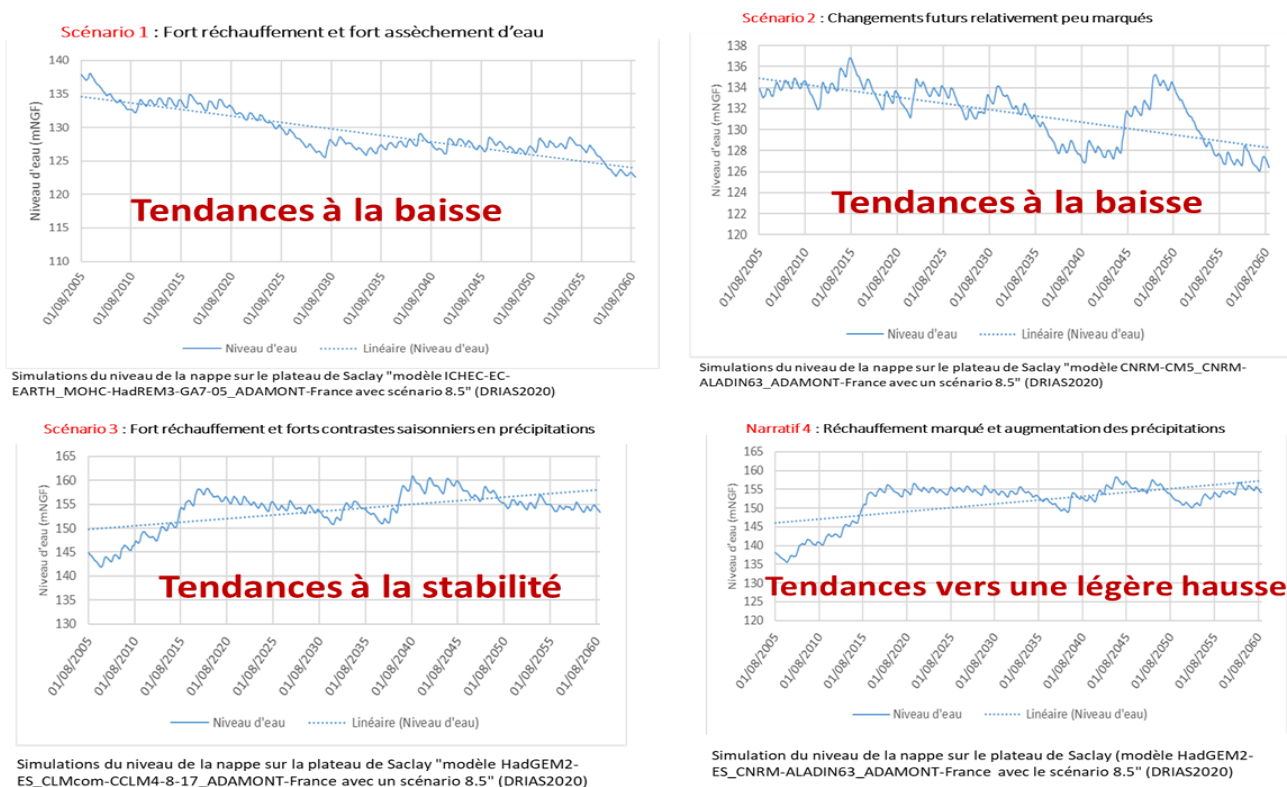 Scénario 1 : Fort réchauffement et fort assèchement d'eau
Niveau d'eau (mNGF)
140
135
130
125
120
115
110
Tendances à la baisse
01/08/2005
01/08/2010
01/08/2015
01/08/2020
01/08/2025
01/08/2030
01/08/2035
01/08/2040
01/08/2045
01/08/2050
01/08/2055
01/08/2060
Niveau d'eau
Linéaire (Niveau d'eau)
Simulations du niveau de la nappe sur le plateau de Saclay "modèle ICHEC-EC-
EARTH_MOHC-HadREM3-GA7-05_ADAMONT-France avec scénario 8.5" (DRIAS2020)
Scénario 2 : Changements futurs relativement peu marqués
Niveau d'eau (mNGF)
138
136
134
132
130
128
126
124
122
120
Tendances à la baisse
01/08/2005
01/08/2010
01/08/2015
01/08/2020
01/08/2025
01/08/2030
01/08/2035
01/08/2040
01/08/2045
01/08/2050
01/08/2055
01/08/2060
Niveau d'eau
Linéaire (Niveau d'eau)
Simulations du niveau de la nappe sur le plateau de Saclay "modèle CNRM-CM5_CNRM-
ALADIN63_ADAMONT-France avec un scénario 8.5" (DRIAS2020)
Scénario 3 : Fort réchauffement et forts contrastes saisonniers en précipitations
Niveau d'eau (mNGF)
165
160
155
150
145
140
135
130
Tendances à la stabilité
01/08/2005
01/08/2010
01/08/2015
01/08/2020
01/08/2025
01/08/2030
01/08/2035
01/08/2040
01/08/2045
01/08/2050
01/08/2055
01/08/2060
Niveau d'eau
Linéaire (Niveau d'eau)
Simulations du niveau de la nappe sur la plateau de Saclay "modèle HadGEM2-
ES_CLMcom-CCLM4-8-17_ADAMONT-France avec un scénario 8.5" (DRIAS2020)
Narratif 4 : Réchauffement marqué et augmentation des précipitations
Niveau d'eau (mNGF)
165
160
155
150
145
140
135
130
125
120
Tendances vers une légère hausse
01/08/2005
01/08/2010
01/08/2015
01/08/2020
01/08/2025
01/08/2030
01/08/2035
01/08/2040
01/08/2045
01/08/2050
01/08/2055
01/08/2060
Niveau d'eau
Linéaire (Niveau d'eau)
Simulation du niveau de la nappe sur le plateau de Saclay (modèle HadGEM2-
ES_CNRM-ALADIN63_ADAMONT-France avec le scénario 8.5" (DRIAS2020)